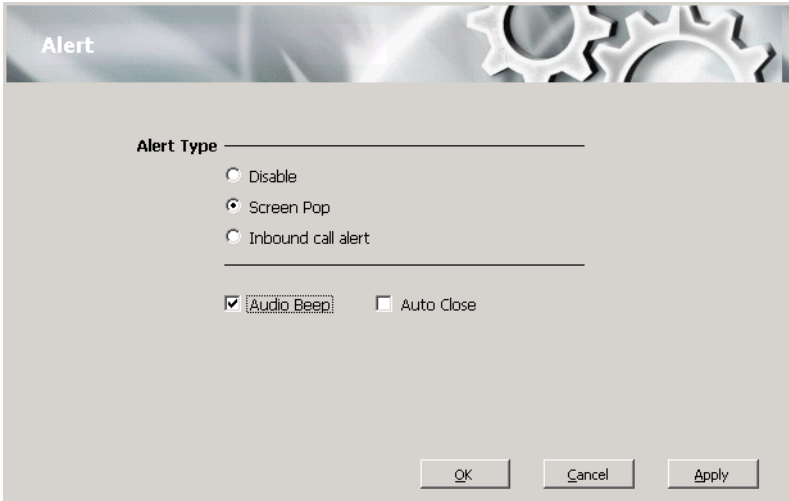 Alert
Alert Type
Disable
Screen Pop
Inbound call alert
Audio Beep Auto Close
OK Cancel Apply